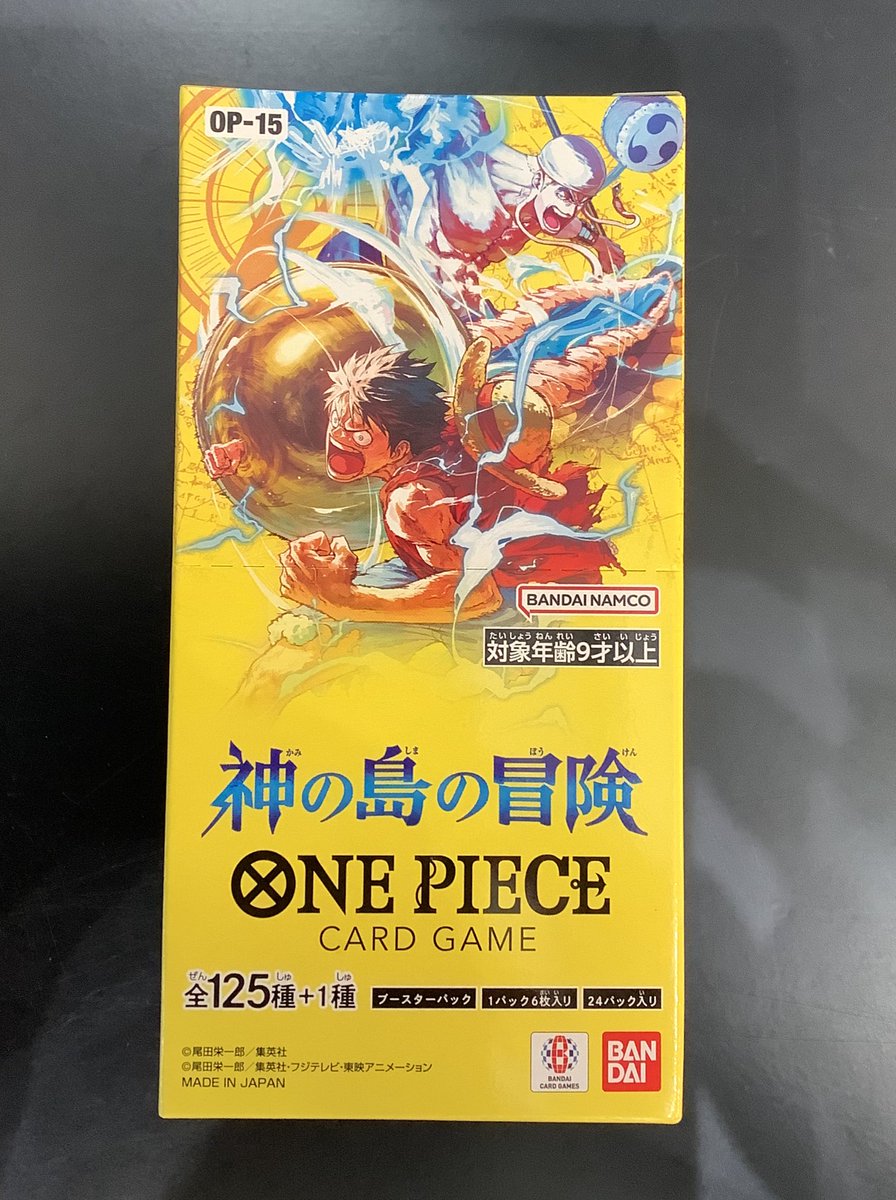 OP-15
BANDAI NAMCO
たいしょうねんれい さいいじょう
対象年齢9才以上
かみ しま ぼう けん
神の島の冒険
ONE PIECE
CARD GAME
ぜん しゅ しゅ
全125種+1種
ブースターパック
まいい
1パック6枚入り
い
24パック入り
©尾田栄一郎/集英社
©尾田栄一郎/集英社・フジテレビ・東映アニメーション
MADE IN JAPAN
B
BANDAI
CARD GAMES
BAN
DAI